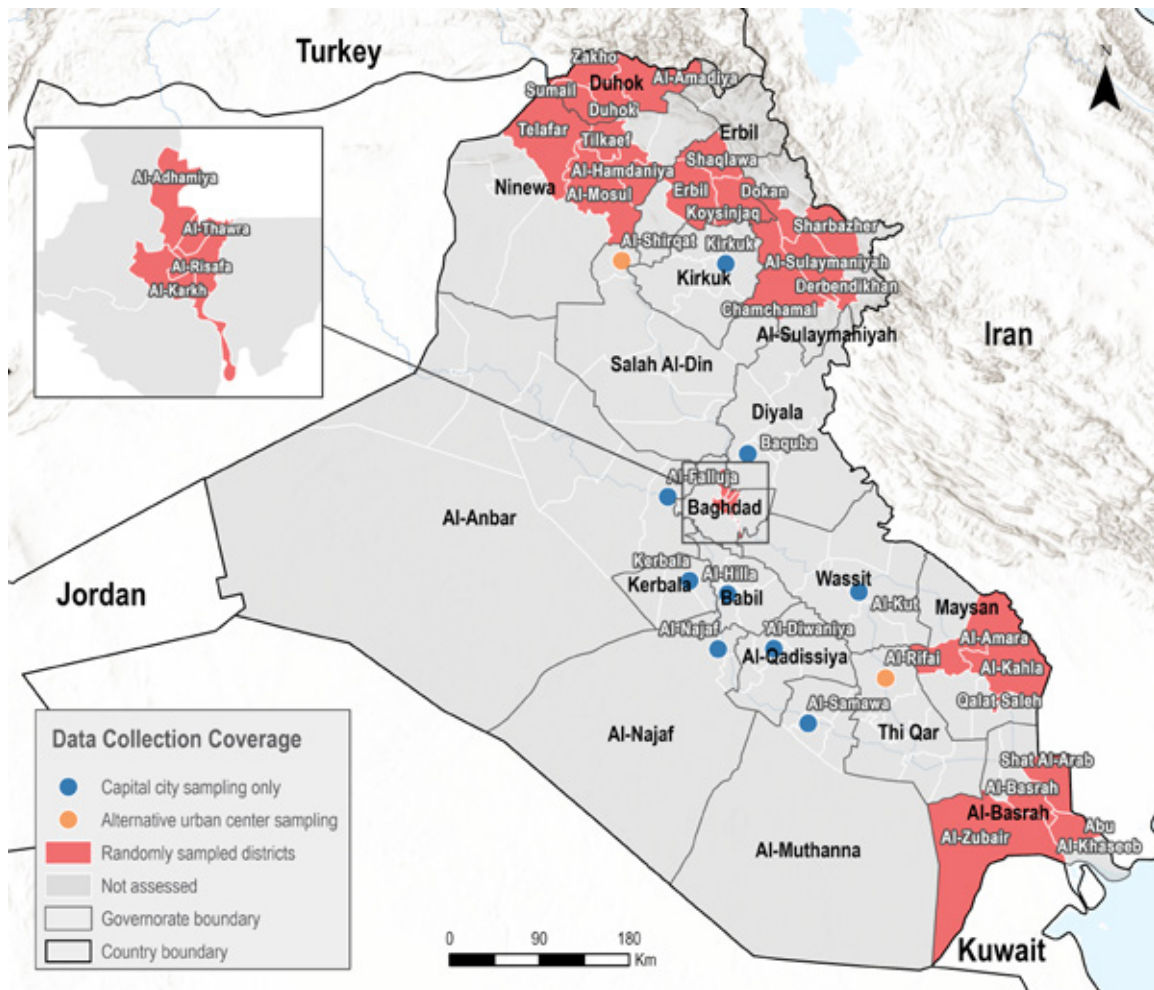 Turkey
N
Zakho
Duhok
Al-Amadiya
Sumail
Duhok
Erbil
Telafar
Tilkaef
Shaqlawa
Al-Adhamiya
Al-Hamdaniya
Ninewa
Al-Mosul
Erbil
Dokan
Koysinjaq
Al-Thawra
Sharbazher
Al-Shirqat
Kirkuk
Al-Risafa
Al-Sulaymaniyah
Kirkuk
Al-Karkh
Derbendikhan
Chamchamal
Al-Sulaymaniyah
Iran
Salah Al-Din
Diyala
Baquba
Al-Falluja
Baghdad
Al-Anbar
Kerbala
Al-Hilla
Wassit
Kerbala
Babil
Jordan
Al-Kut
Maysan
Al-Najaf
Al-Diwaniya
Al-Amara
Al-Qadissiya
Al-Rifai
Al-Kahla
Al-Samawa
Qalat Saleh
Al-Najaf
Thi Qar
Shat Al-Arab
Al-Basrah
Al-Basrah
Abu
Al-Khaseeb
Al-Zubair
Al-Muthanna
Kuwait
Data Collection Coverage
Capital city sampling only
Alternative urban center sampling
Randomly sampled districts
Not assessed
Governorate boundary
Country boundary
0 90 180
Km